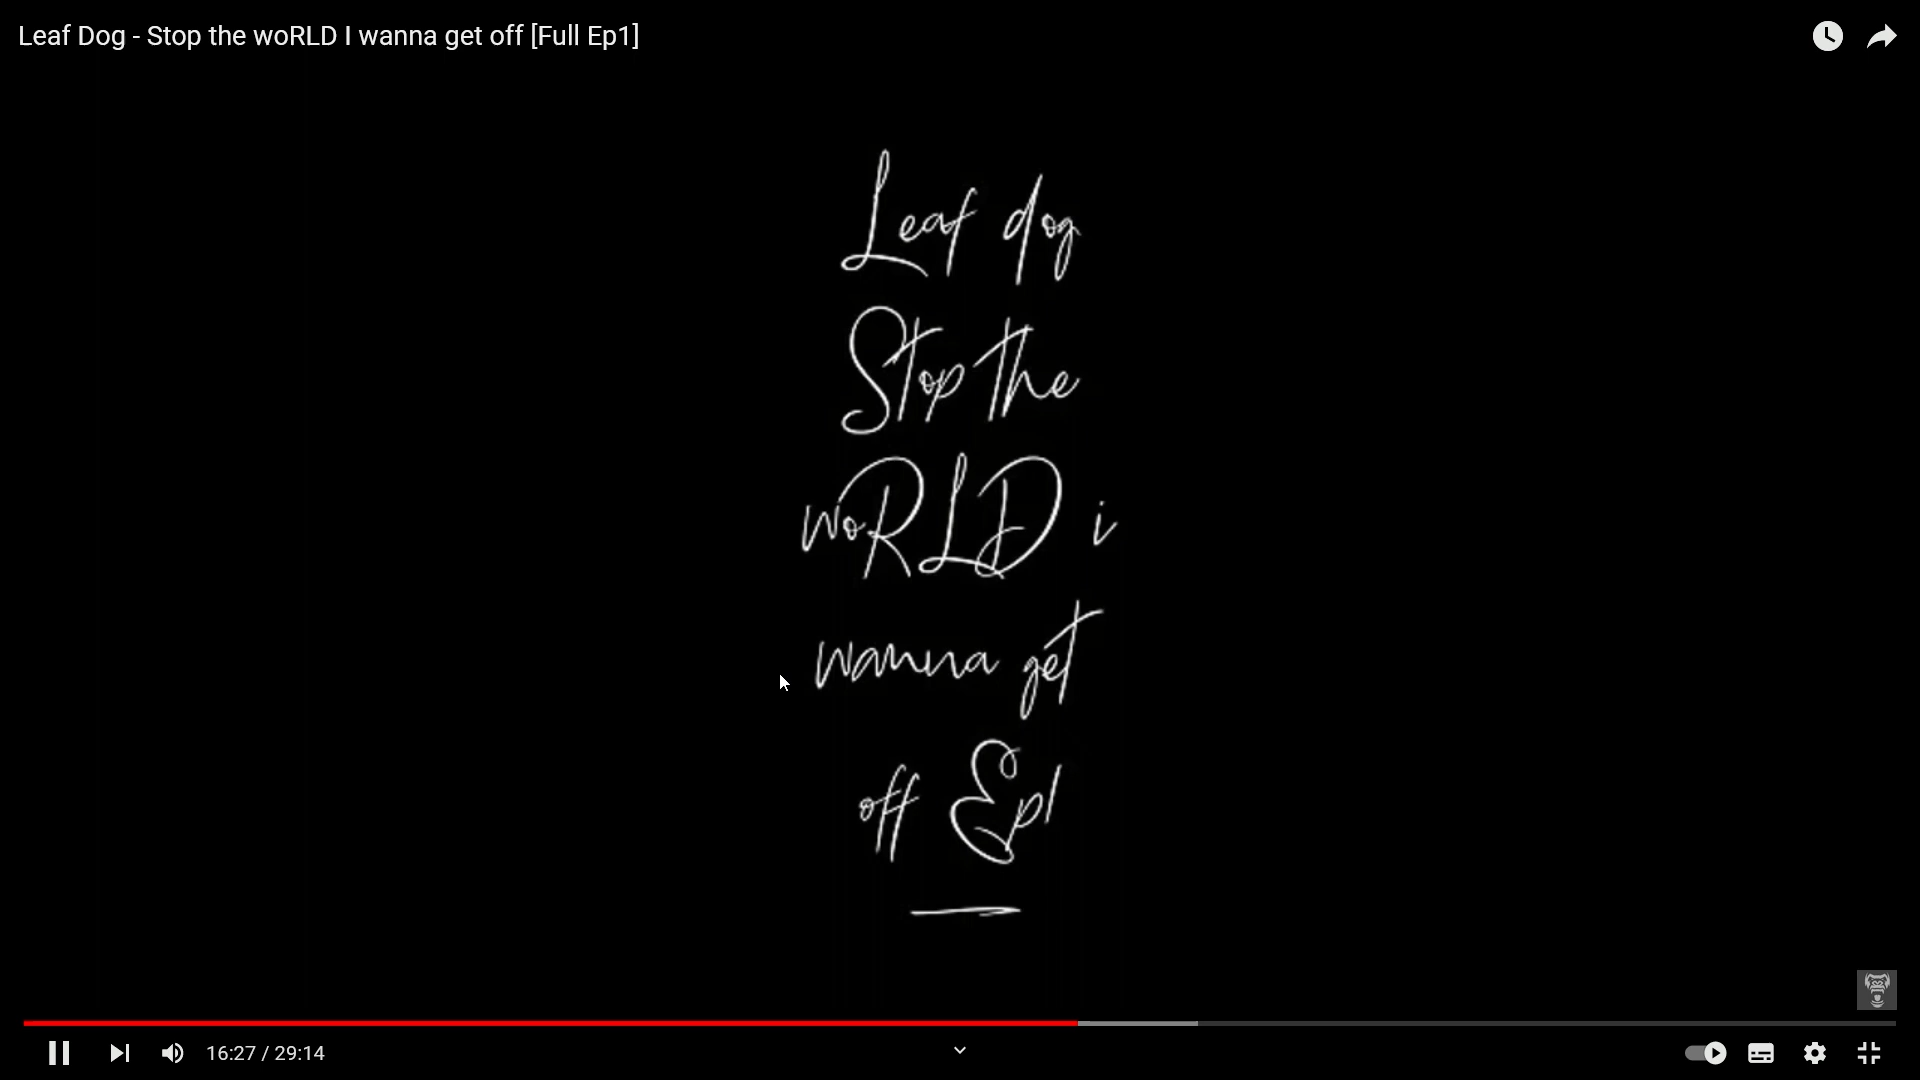 Leaf Dog - Stop the woRLD I wanna get off [Full Ep1]
Leaf dog
Stop the
woRLD i
wanna get
off Ep1
16:27 / 29:14